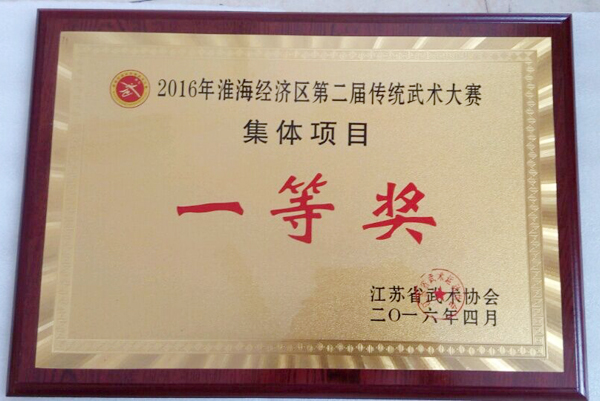 2016年淮海经济区第二届传统武术大赛
集体项目
一等奖
江苏省武术协会
二〇一六年四月